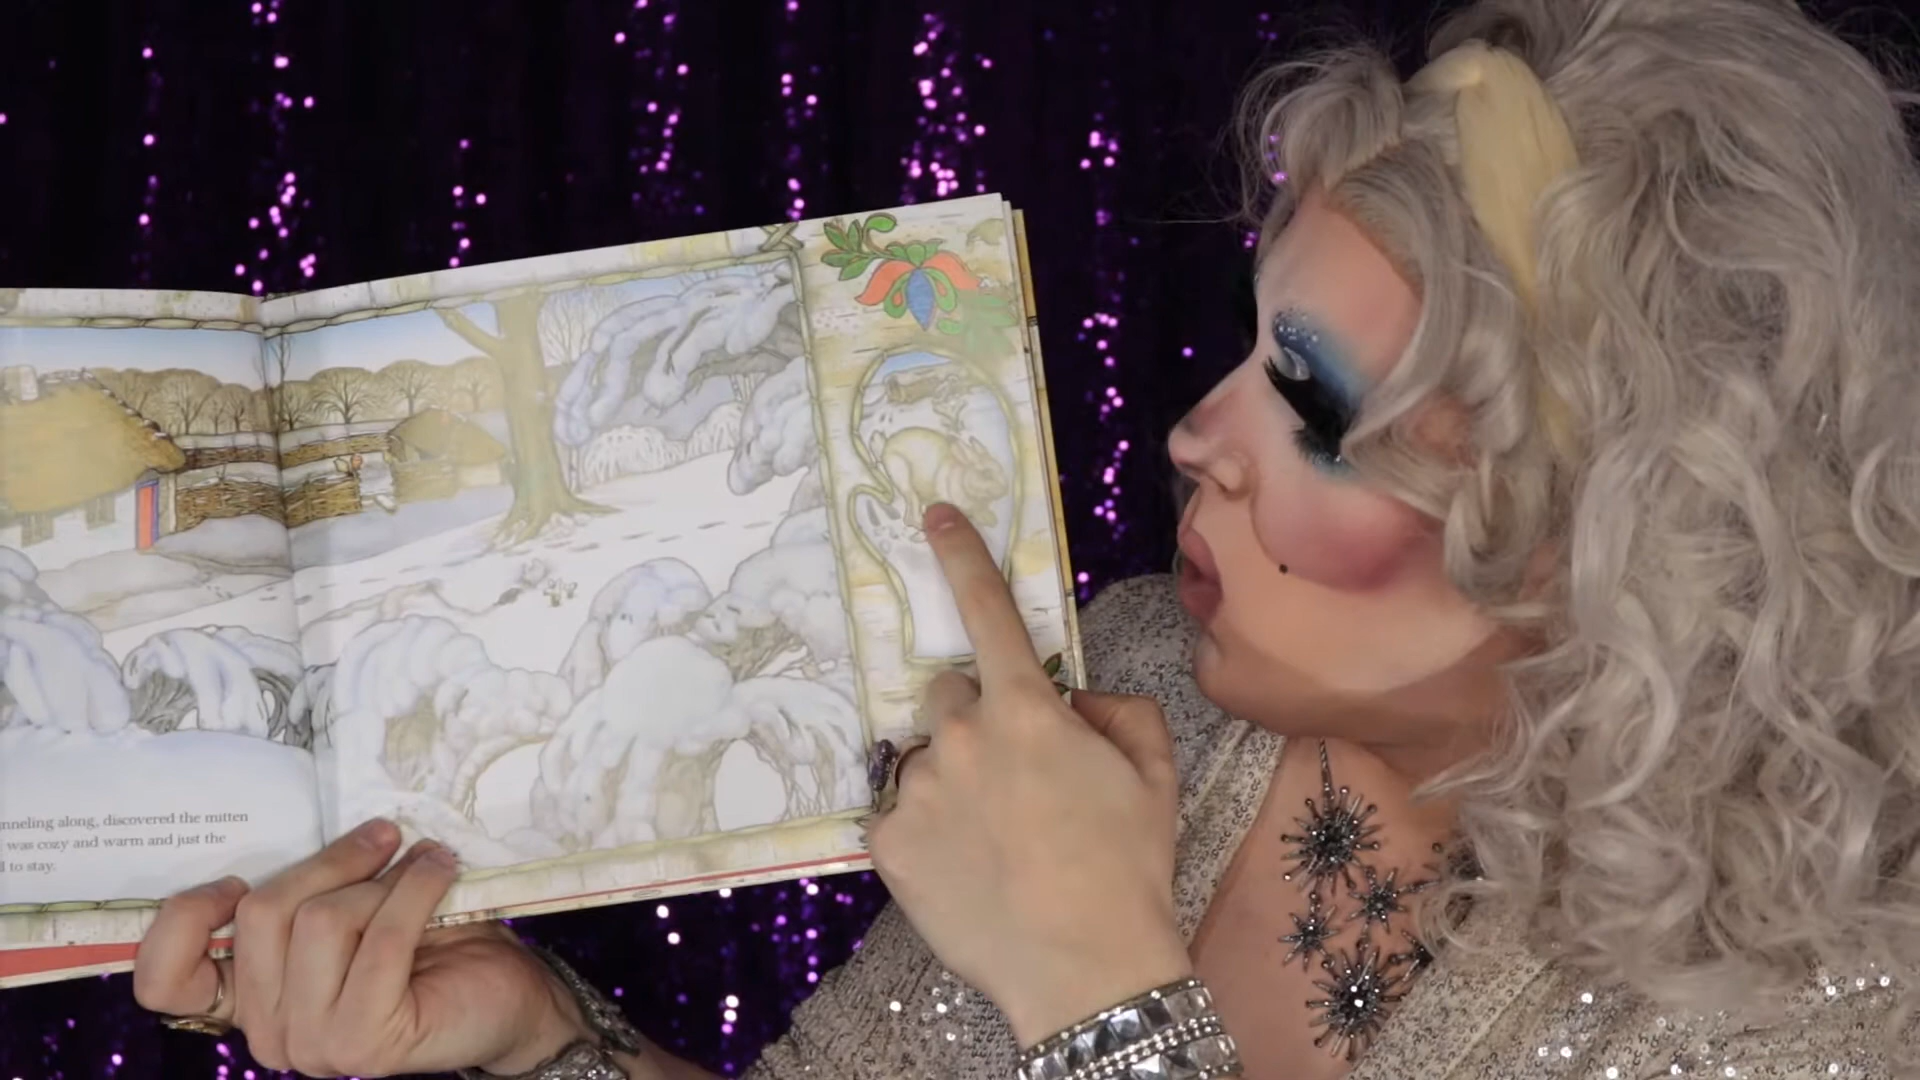 nneling along, discovered the mitten
was cozy and warm and just the
to stay.